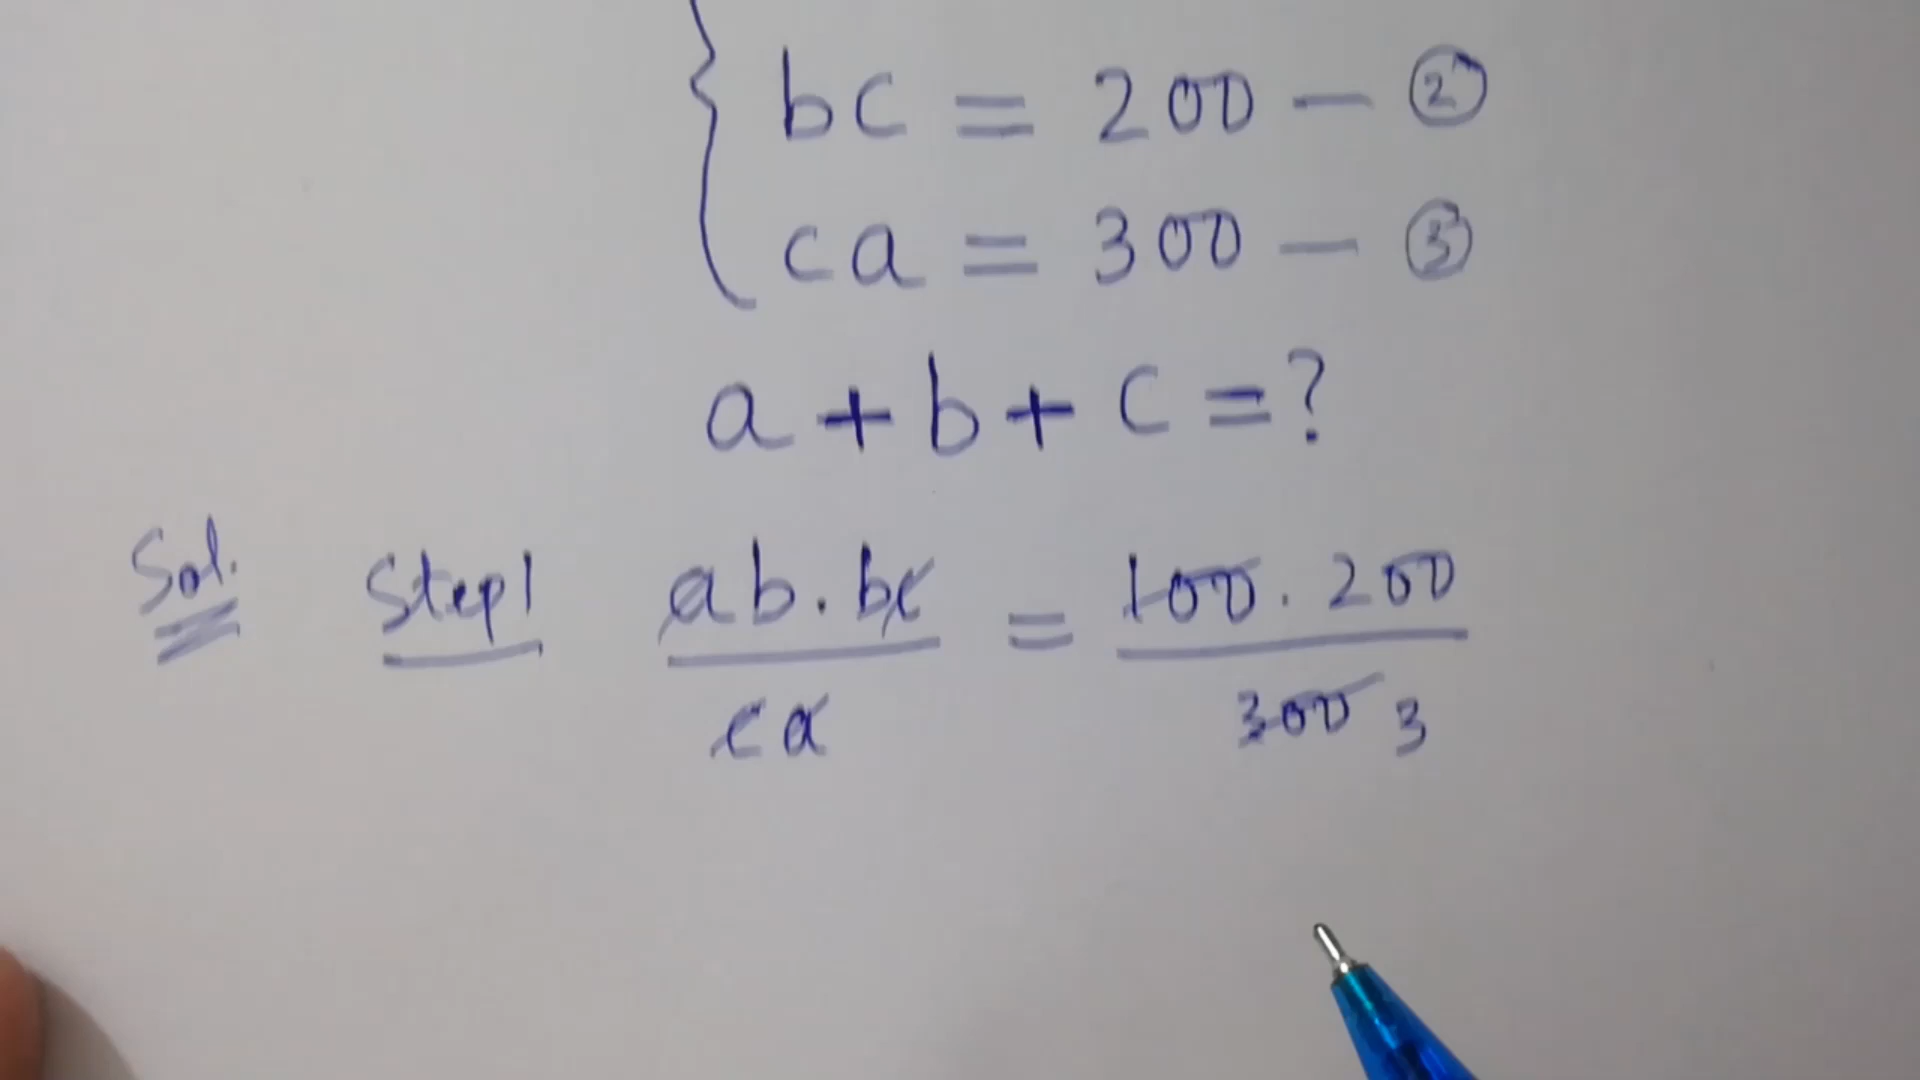 bc = 200 — ②
ca = 300 — ③
a + b + c = ?
Sol. Step1 ab . bc / ca = 100 . 200 / 300 3